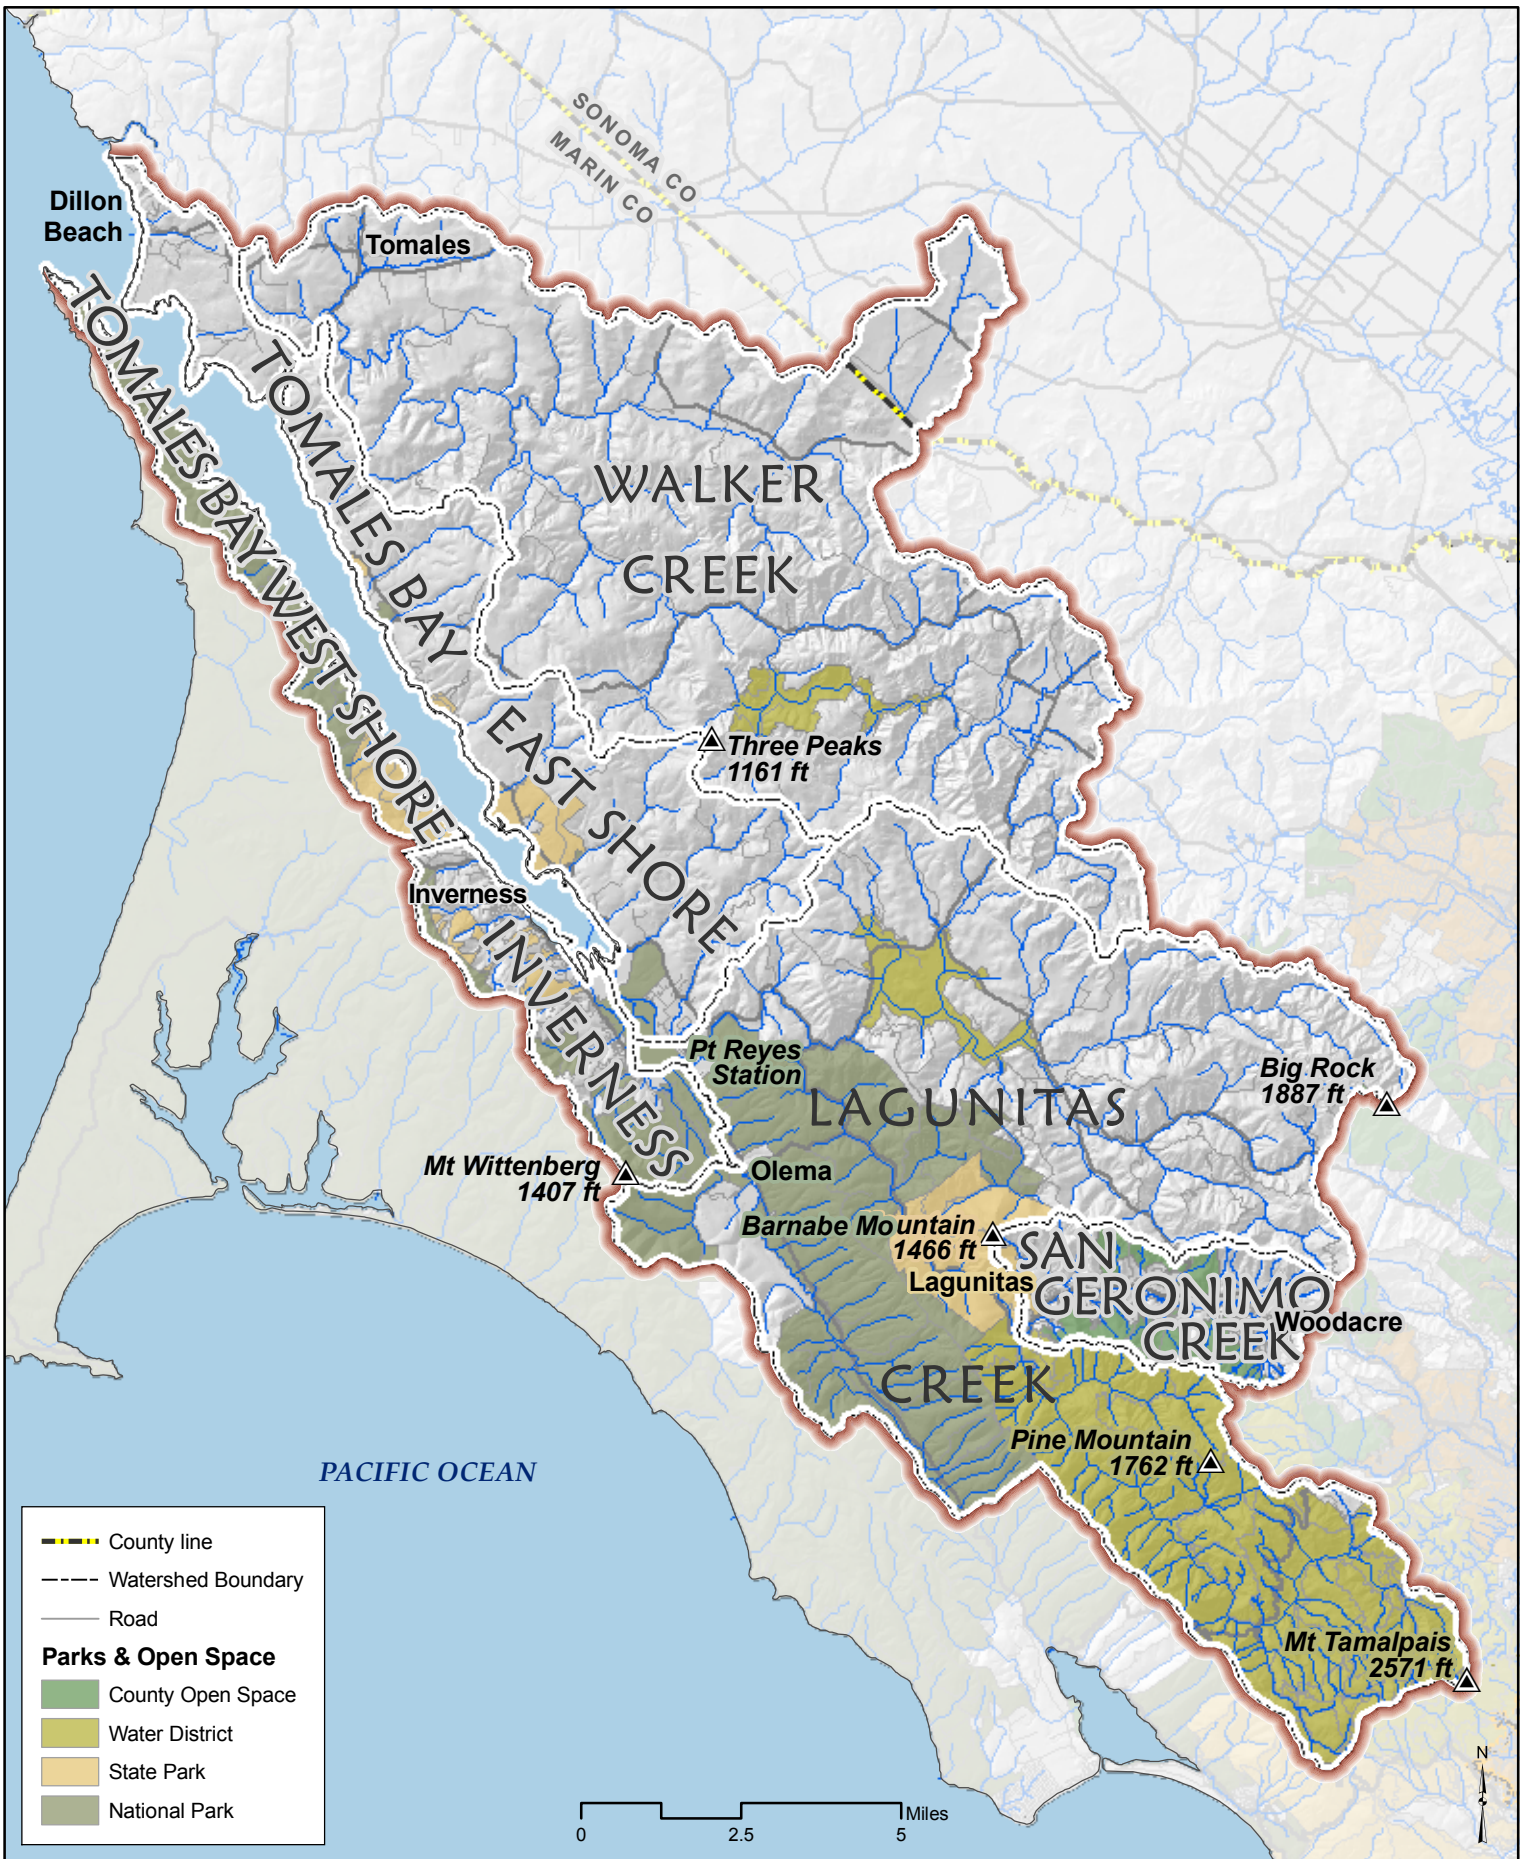 SONOMA CO
MARIN CO
Dillon
Beach
Tomales
TOMALES BAY WEST SHORE
TOMALES BAY
EAST SHORE
WALKER
CREEK
Three Peaks
1161 ft
Inverness
INVERNESS
Pt Reyes
Station
LAGUNITAS
CREEK
Big Rock
1887 ft
Mt Wittenberg
1407 ft
Olema
Barnabe Mountain
1466 ft
Lagunitas
SAN
GERONIMO
CREEK
Woodacre
Pine Mountain
1762 ft
PACIFIC OCEAN
Mt Tamalpais
2571 ft
County line
Watershed Boundary
Road
Parks & Open Space
County Open Space
Water District
State Park
National Park
Miles
0 2.5 5
N